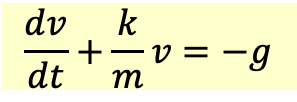 dv/dt + k/m v = −g